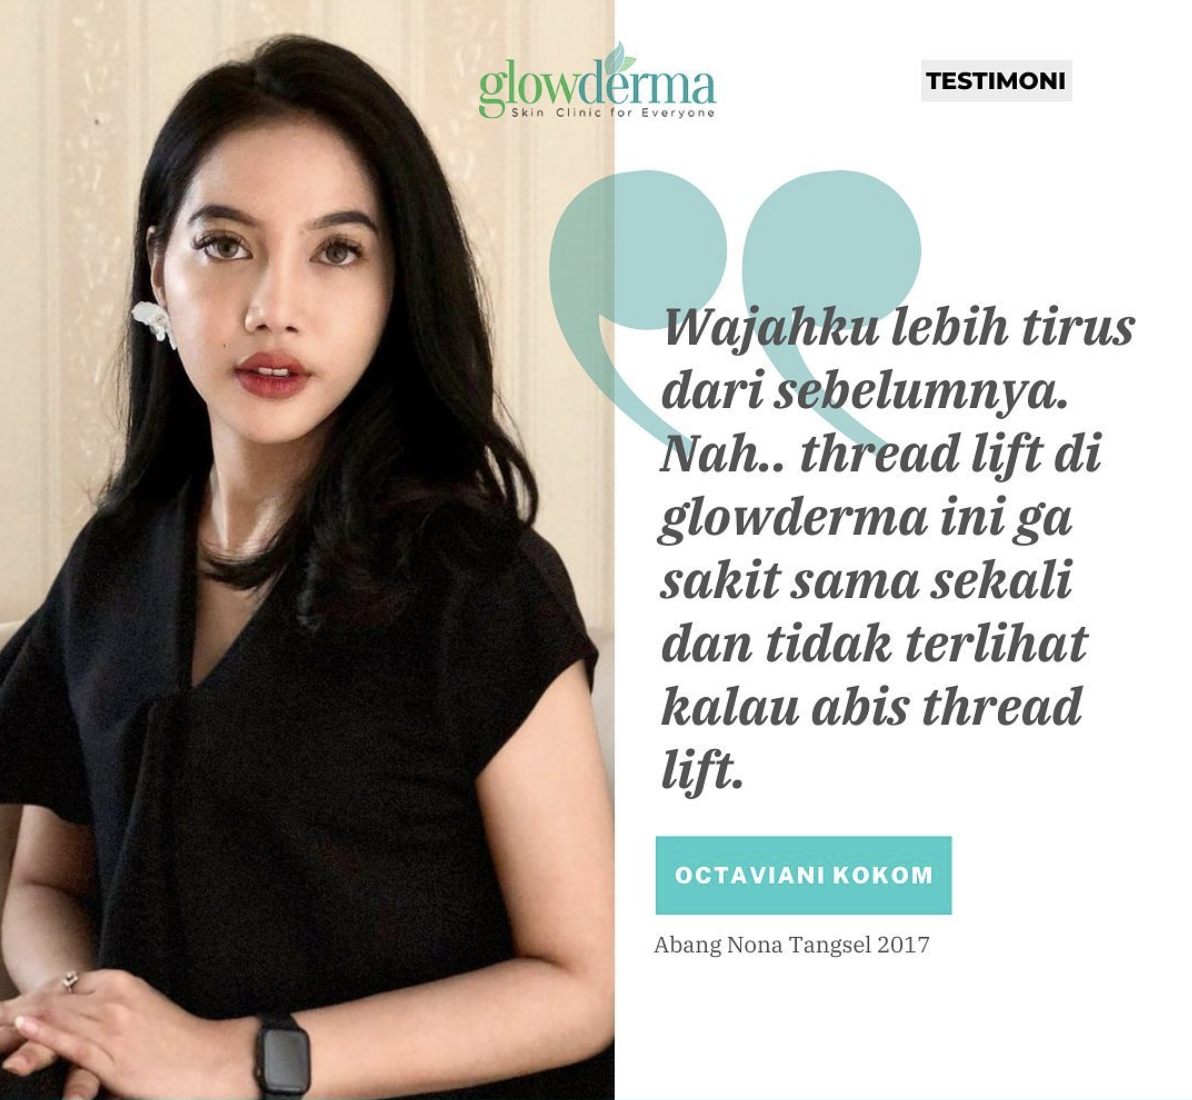 glowderma
Skin Clinic for Everyone
TESTIMONI
Wajahku lebih tirus
dari sebelumnya.
Nah.. thread lift di
glowderma ini ga
sakit sama sekali
dan tidak terlihat
kalau abis thread
lift.
OCTAVIANI KOKOM
Abang Nona Tangsel 2017